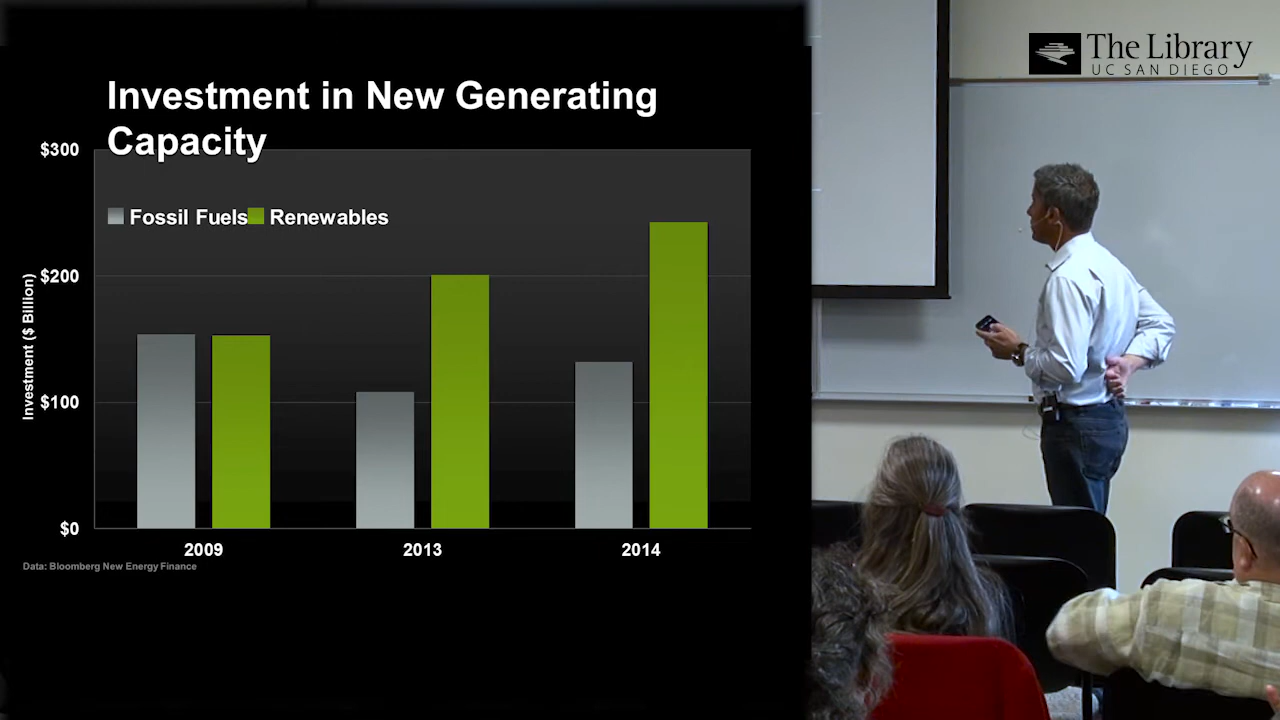 The Library
UC SAN DIEGO
Investment in New Generating
Capacity
$300
Fossil Fuels Renewables
$200
Investment ($ Billion)
$100
$0
2009 2013 2014
Data: Bloomberg New Energy Finance